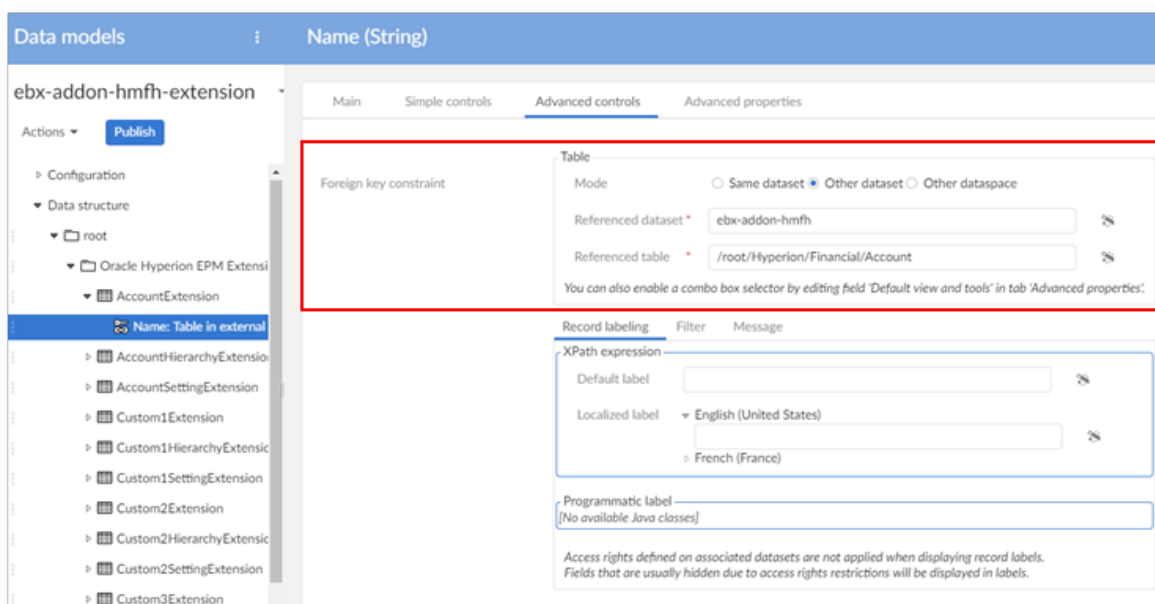 Data models
Name (String)
ebx-addon-hmfh-extension
Actions
Publish
Configuration
Data structure
root
Oracle Hyperion EPM Extensi
AccountExtension
Name: Table in external
AccountHierarchyExtension
AccountSettingExtension
Custom1Extension
Custom1HierarchyExtensic
Custom1SettingExtension
Custom2Extension
Custom2HierarchyExtensic
Custom2SettingExtension
Custom3Extension
Main Simple controls Advanced controls Advanced properties
Foreign key constraint
Table
Mode Same dataset Other dataset Other dataspace
Referenced dataset * ebx-addon-hmfh
Referenced table * /root/Hyperion/Financial/Account
You can also enable a combo box selector by editing field 'Default view and tools' in tab 'Advanced properties'.
Record labeling Filter Message
XPath expression
Default label
Localized label English (United States)
French (France)
Programmatic label
[No available Java classes]
Access rights defined on associated datasets are not applied when displaying record labels.
Fields that are usually hidden due to access rights restrictions will be displayed in labels.